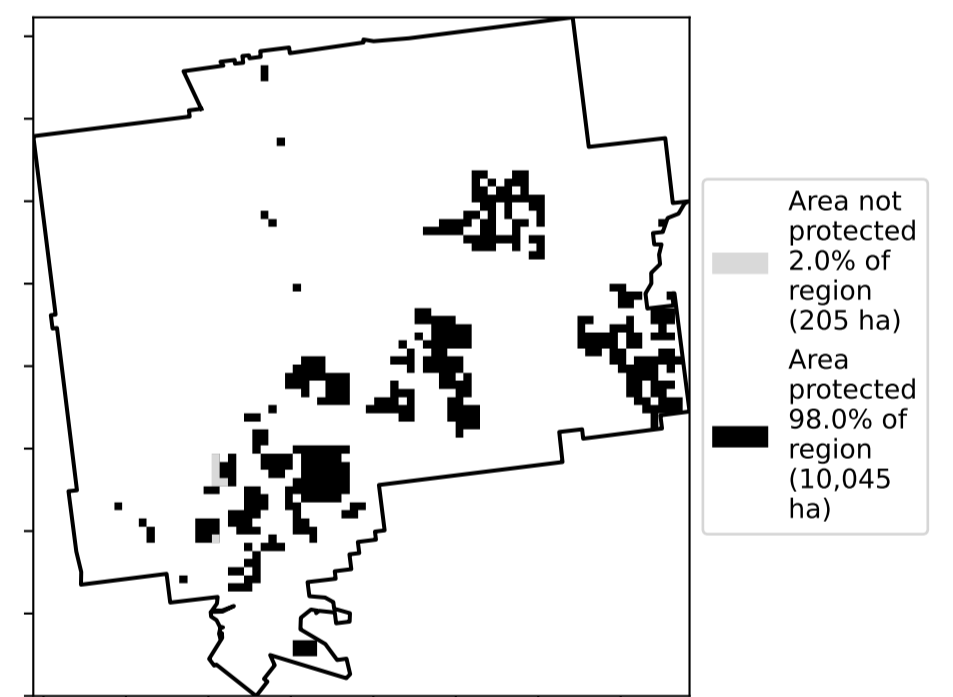 Area not
protected
2.0% of
region
(205 ha)
Area
protected
98.0% of
region
(10,045
ha)